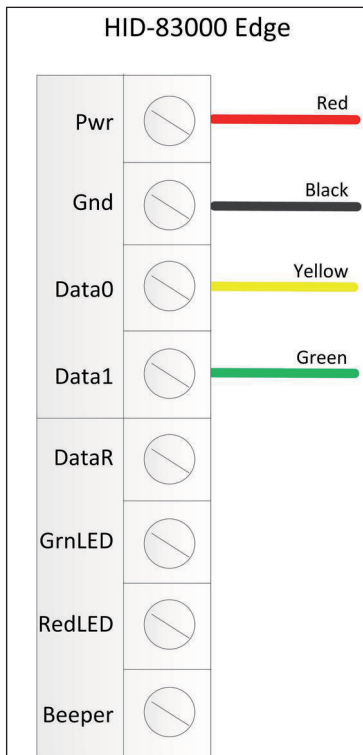 HID-83000 Edge
Pwr Red
Gnd Black
Data0 Yellow
Data1 Green
DataR
GrnLED
RedLED
Beeper